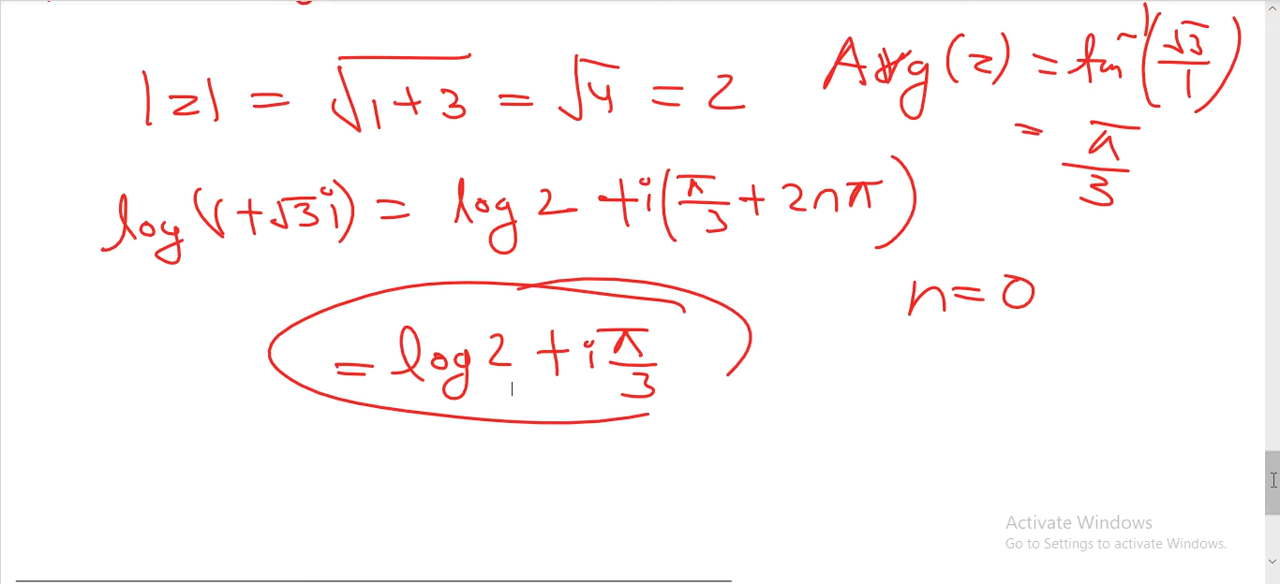 |z| = √(1+3) = √4 = 2
Arg(z) = tan⁻¹(√3/1)
= π/3
log(1+√3i) = log 2 + i(π/3 + 2nπ)
n = 0
= log 2 + i π/3
Activate Windows
Go to Settings to activate Windows.